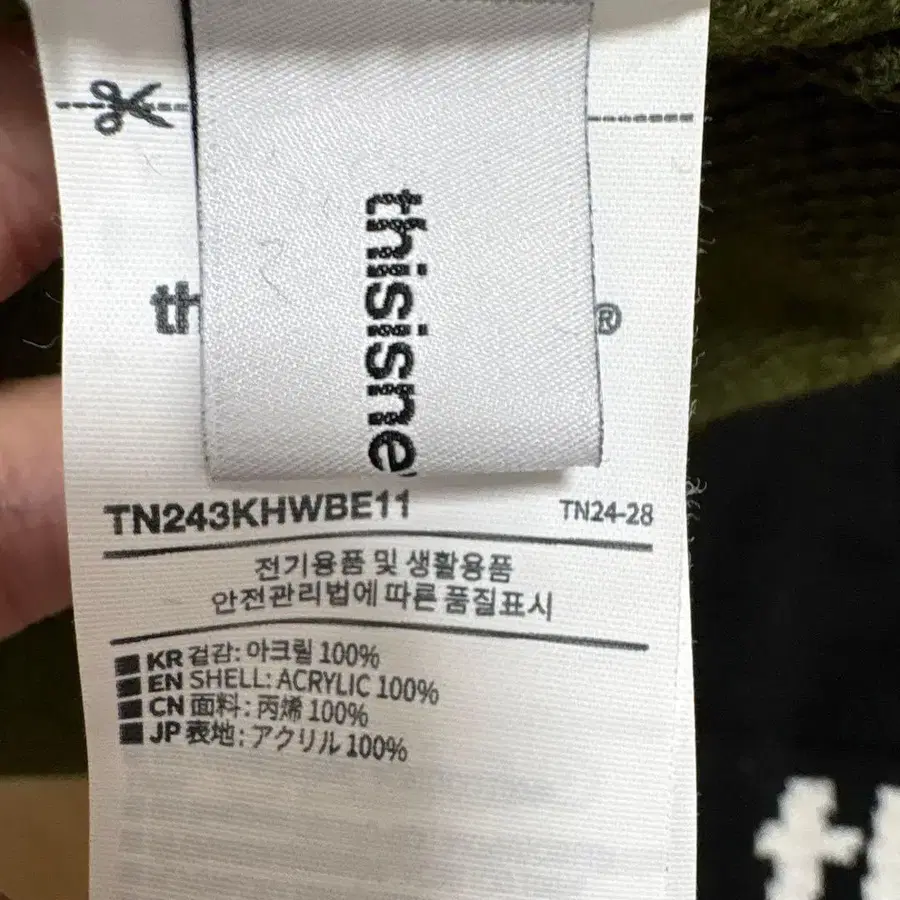 thisisne
th
®
TN243KHWBE11
TN24-28
전기용품 및 생활용품
안전관리법에 따른 품질표시
KR 겉감: 아크릴 100%
EN SHELL: ACRYLIC 100%
CN 面料: 丙烯 100%
JP 表地: アクリル 100%